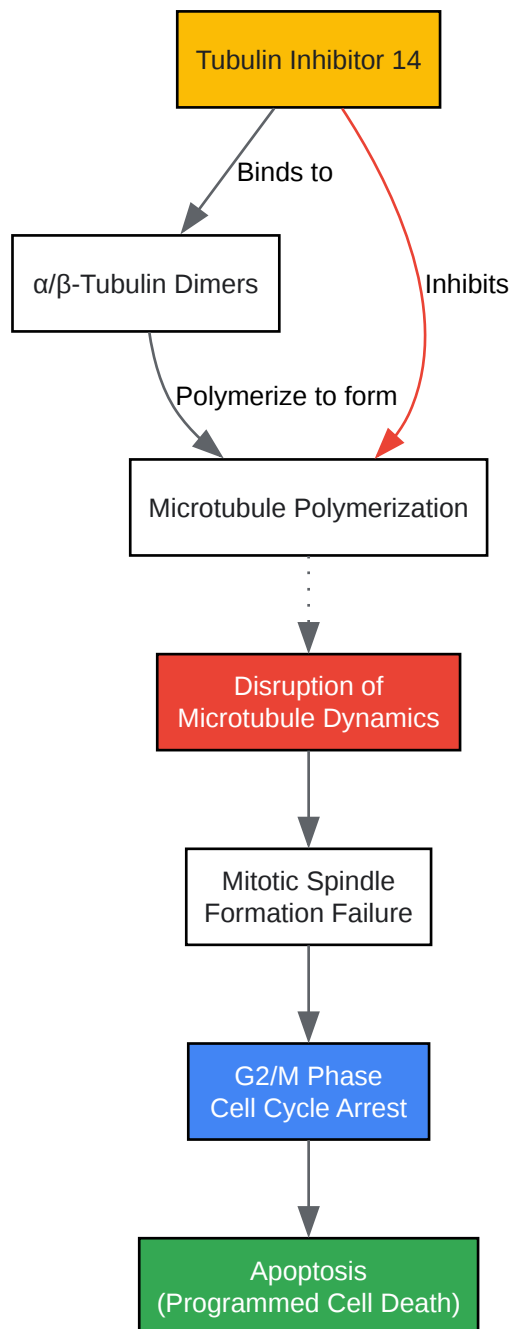 Tubulin Inhibitor 14
Binds to
α/β-Tubulin Dimers
Inhibits
Polymerize to form
Microtubule Polymerization
Disruption of
Microtubule Dynamics
Mitotic Spindle
Formation Failure
G2/M Phase
Cell Cycle Arrest
Apoptosis
(Programmed Cell Death)